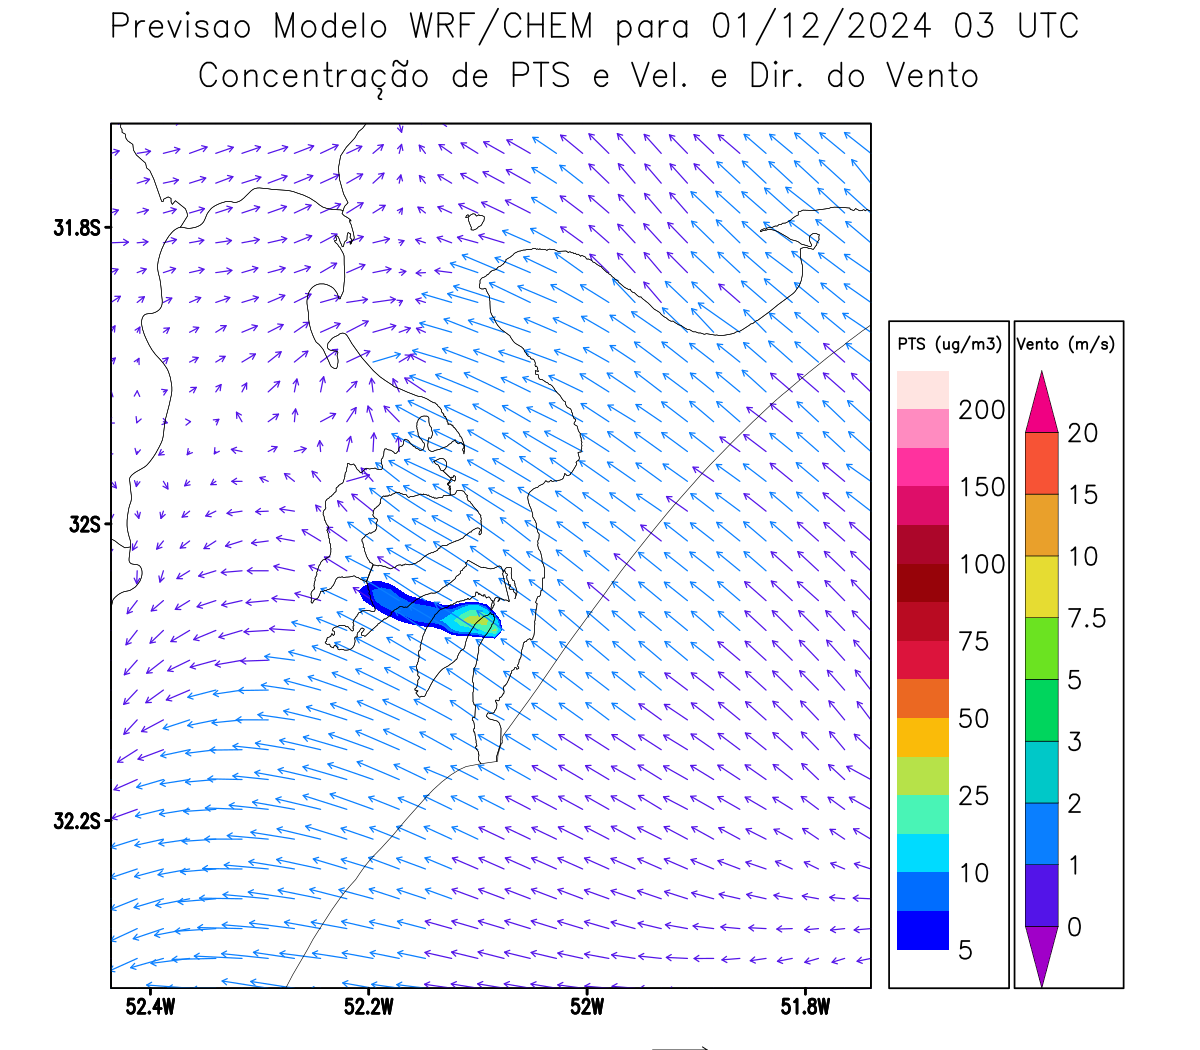 Previsao Modelo WRF/CHEM para 01/12/2024 03 UTC
Concentração de PTS e Vel. e Dir. do Vento
31.8S
32S
32.2S
52.4W
52.2W
52W
51.8W
PTS (ug/m3)
200
150
100
75
50
25
10
5
Vento (m/s)
20
15
10
7.5
5
3
2
1
0